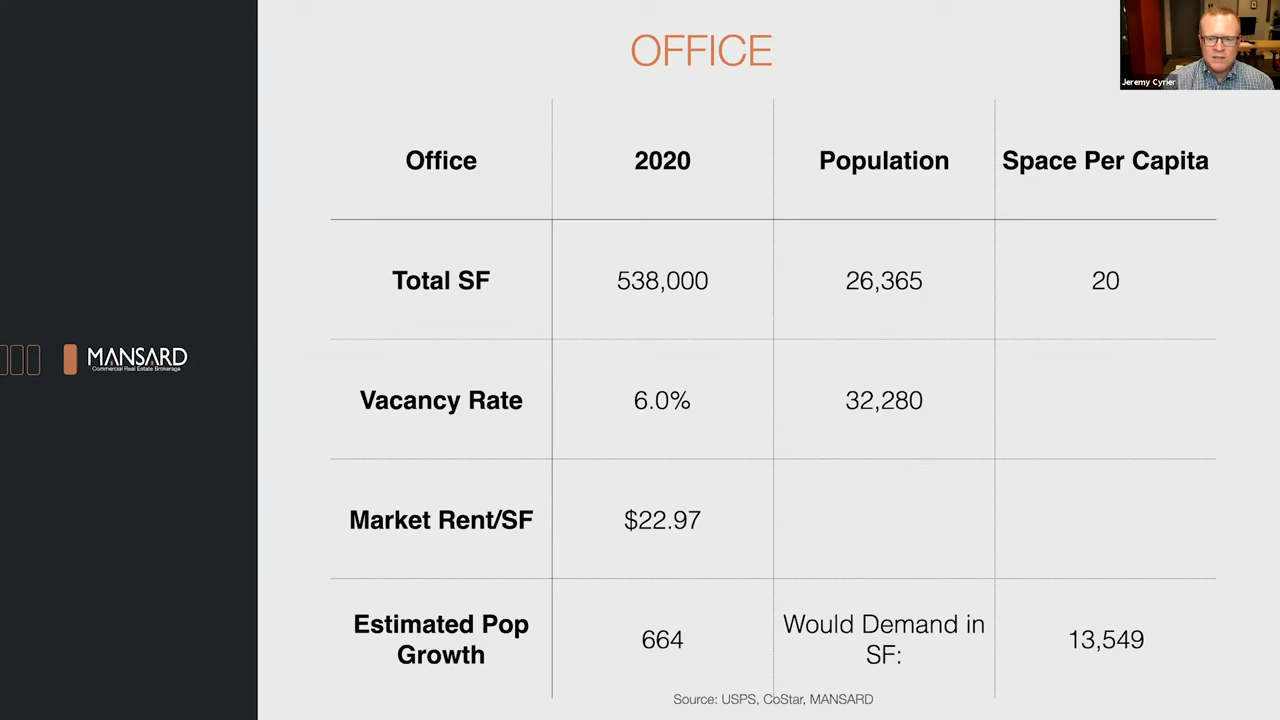 OFFICE
Jeremy Cyrier
Office 2020 Population Space Per Capita
Total SF 538,000 26,365 20
MANSARD
Commercial Real Estate Brokerage
Vacancy Rate 6.0% 32,280
Market Rent/SF $22.97
Estimated Pop
Growth
664
Would Demand in
SF:
13,549
Source: USPS, CoStar, MANSARD